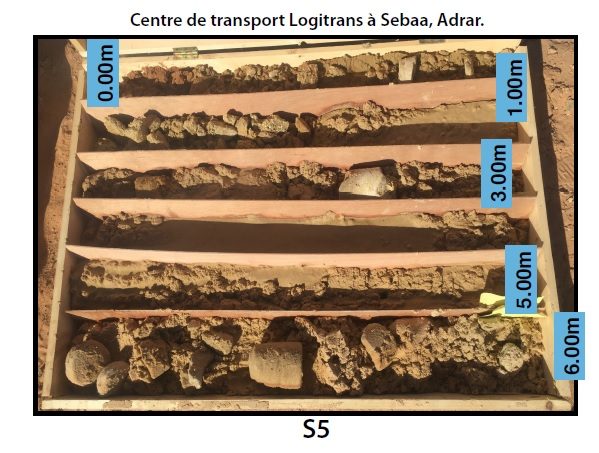 Centre de transport Logitrans à Sebaa, Adrar.
0.00m
1.00m
3.00m
5.00m
6.00m
S5